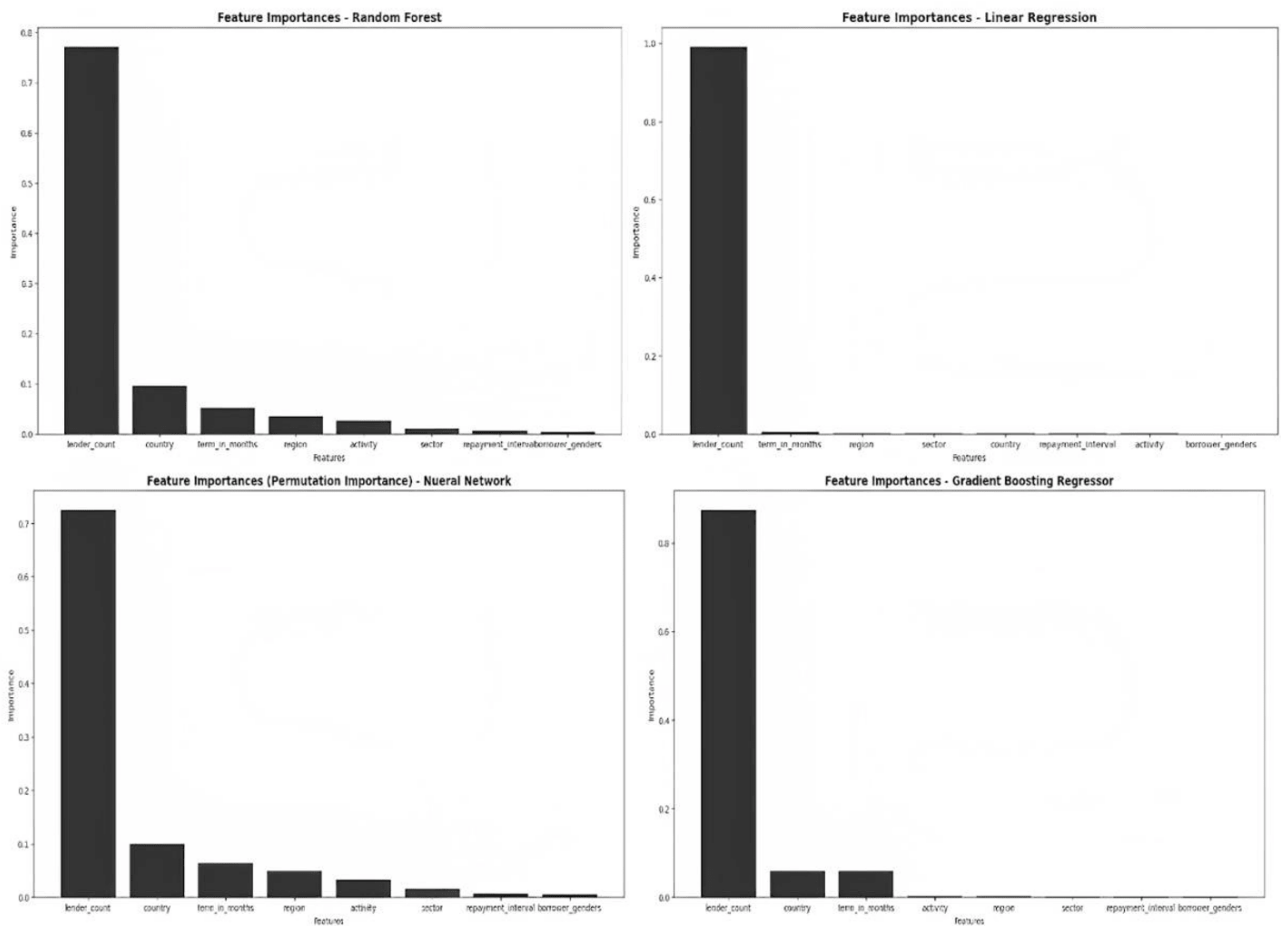 Feature Importances - Random Forest
0.8
0.7
0.6
0.5
0.4
0.3
0.2
0.1
0.0
Importance
lender_count country term_in_months region activity sector repayment_interval borrower_genders
Features
Feature Importances - Linear Regression
1.0
0.8
0.6
0.4
0.2
0.0
Importance
lender_count term_in_months region sector country repayment_interval activity borrower_genders
Features
Feature Importances (Permutation Importance) - Nueral Network
0.7
0.6
0.5
0.4
0.3
0.2
0.1
0.0
Importance
lender_count country term_in_months region activity sector repayment_interval borrower_genders
Features
Feature Importances - Gradient Boosting Regressor
0.8
0.6
0.4
0.2
0.0
Importance
lender_count country term_in_months activity region sector repayment_interval borrower_genders
Features